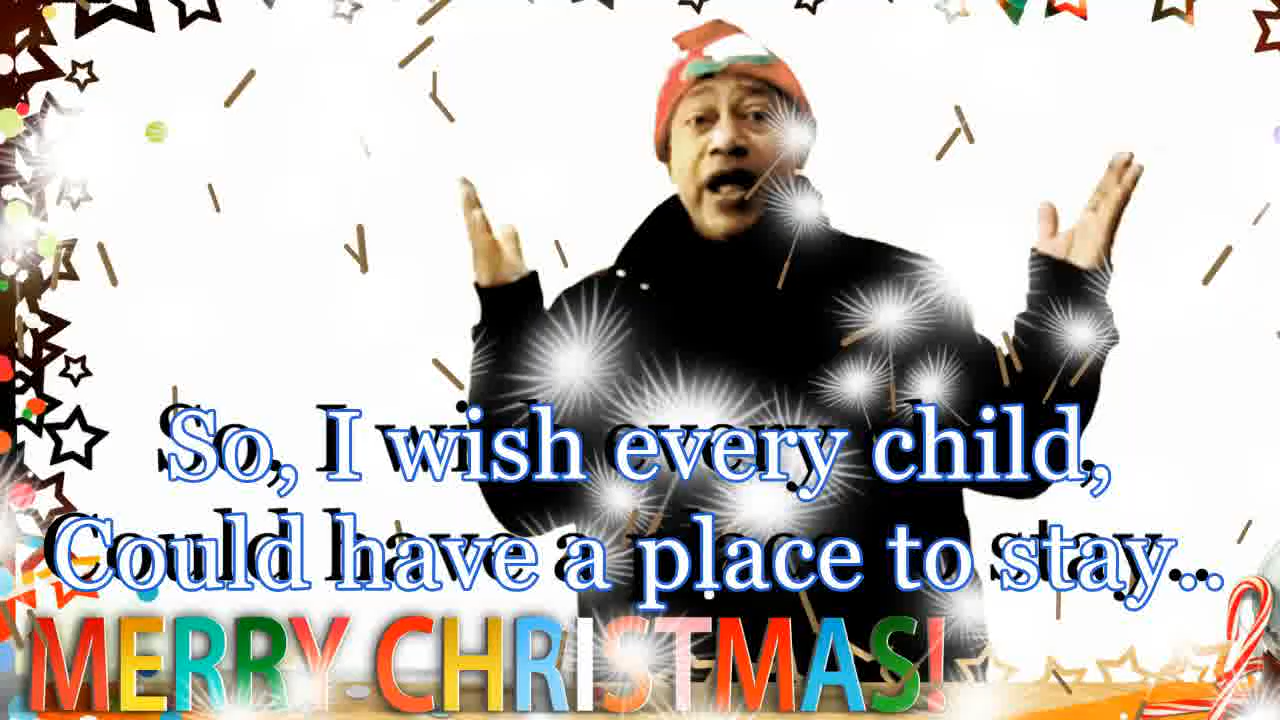 So, I wish every child,
Could have a place to stay...
MERRY CHRISTMAS!